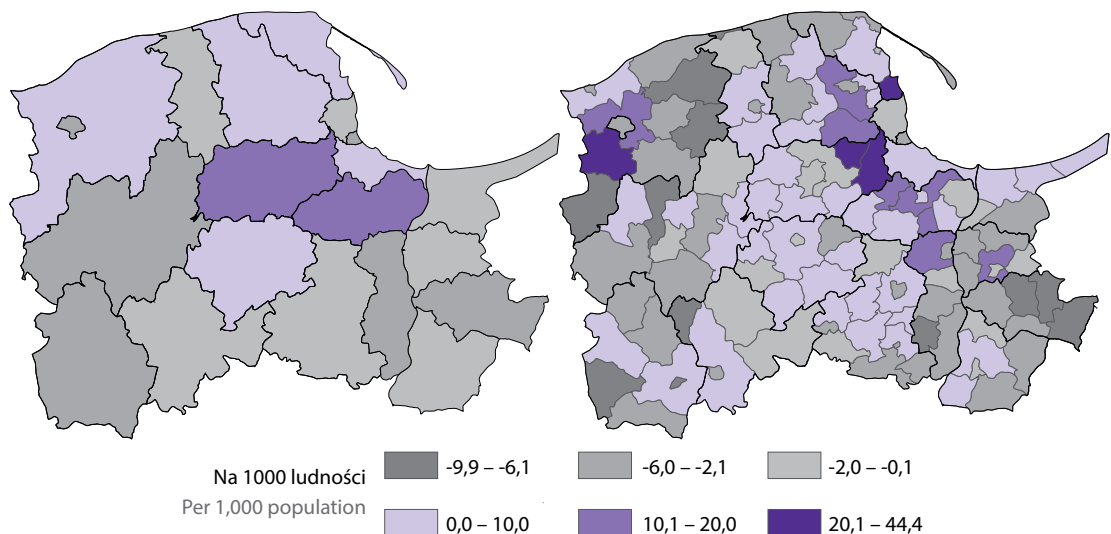 Na 1000 ludności
Per 1,000 population
-9,9 – -6,1
-6,0 – -2,1
-2,0 – -0,1
0,0 – 10,0
10,1 – 20,0
20,1 – 44,4